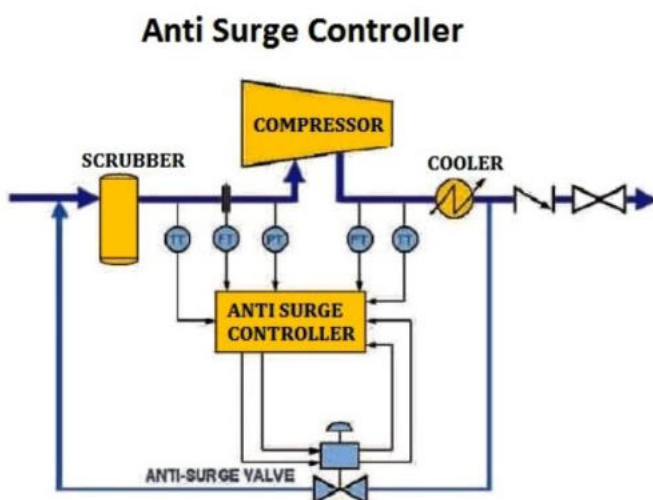 Anti Surge Controller
COMPRESSOR
SCRUBBER
COOLER
TT
FT
PT
PT
TT
ANTI SURGE
CONTROLLER
ANTI-SURGE VALVE